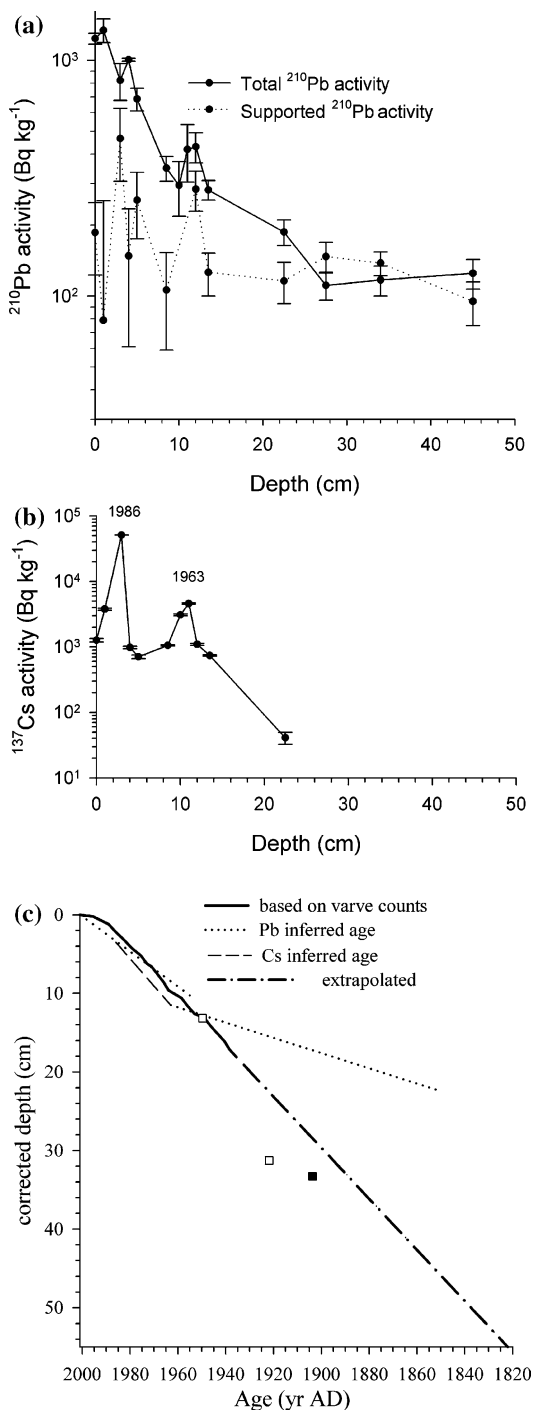 (a)
10³
10²
²¹⁰Pb activity (Bq kg⁻¹)
Total ²¹⁰Pb activity
Supported ²¹⁰Pb activity
0 10 20 30 40 50
Depth (cm)
(b)
10⁵
10⁴
10³
10²
10¹
¹³⁷Cs activity (Bq kg⁻¹)
1986
1963
0 10 20 30 40 50
Depth (cm)
(c)
0
10
20
30
40
50
corrected depth (cm)
based on varve counts
Pb inferred age
Cs inferred age
extrapolated
2000 1980 1960 1940 1920 1900 1880 1860 1840 1820
Age (yr AD)